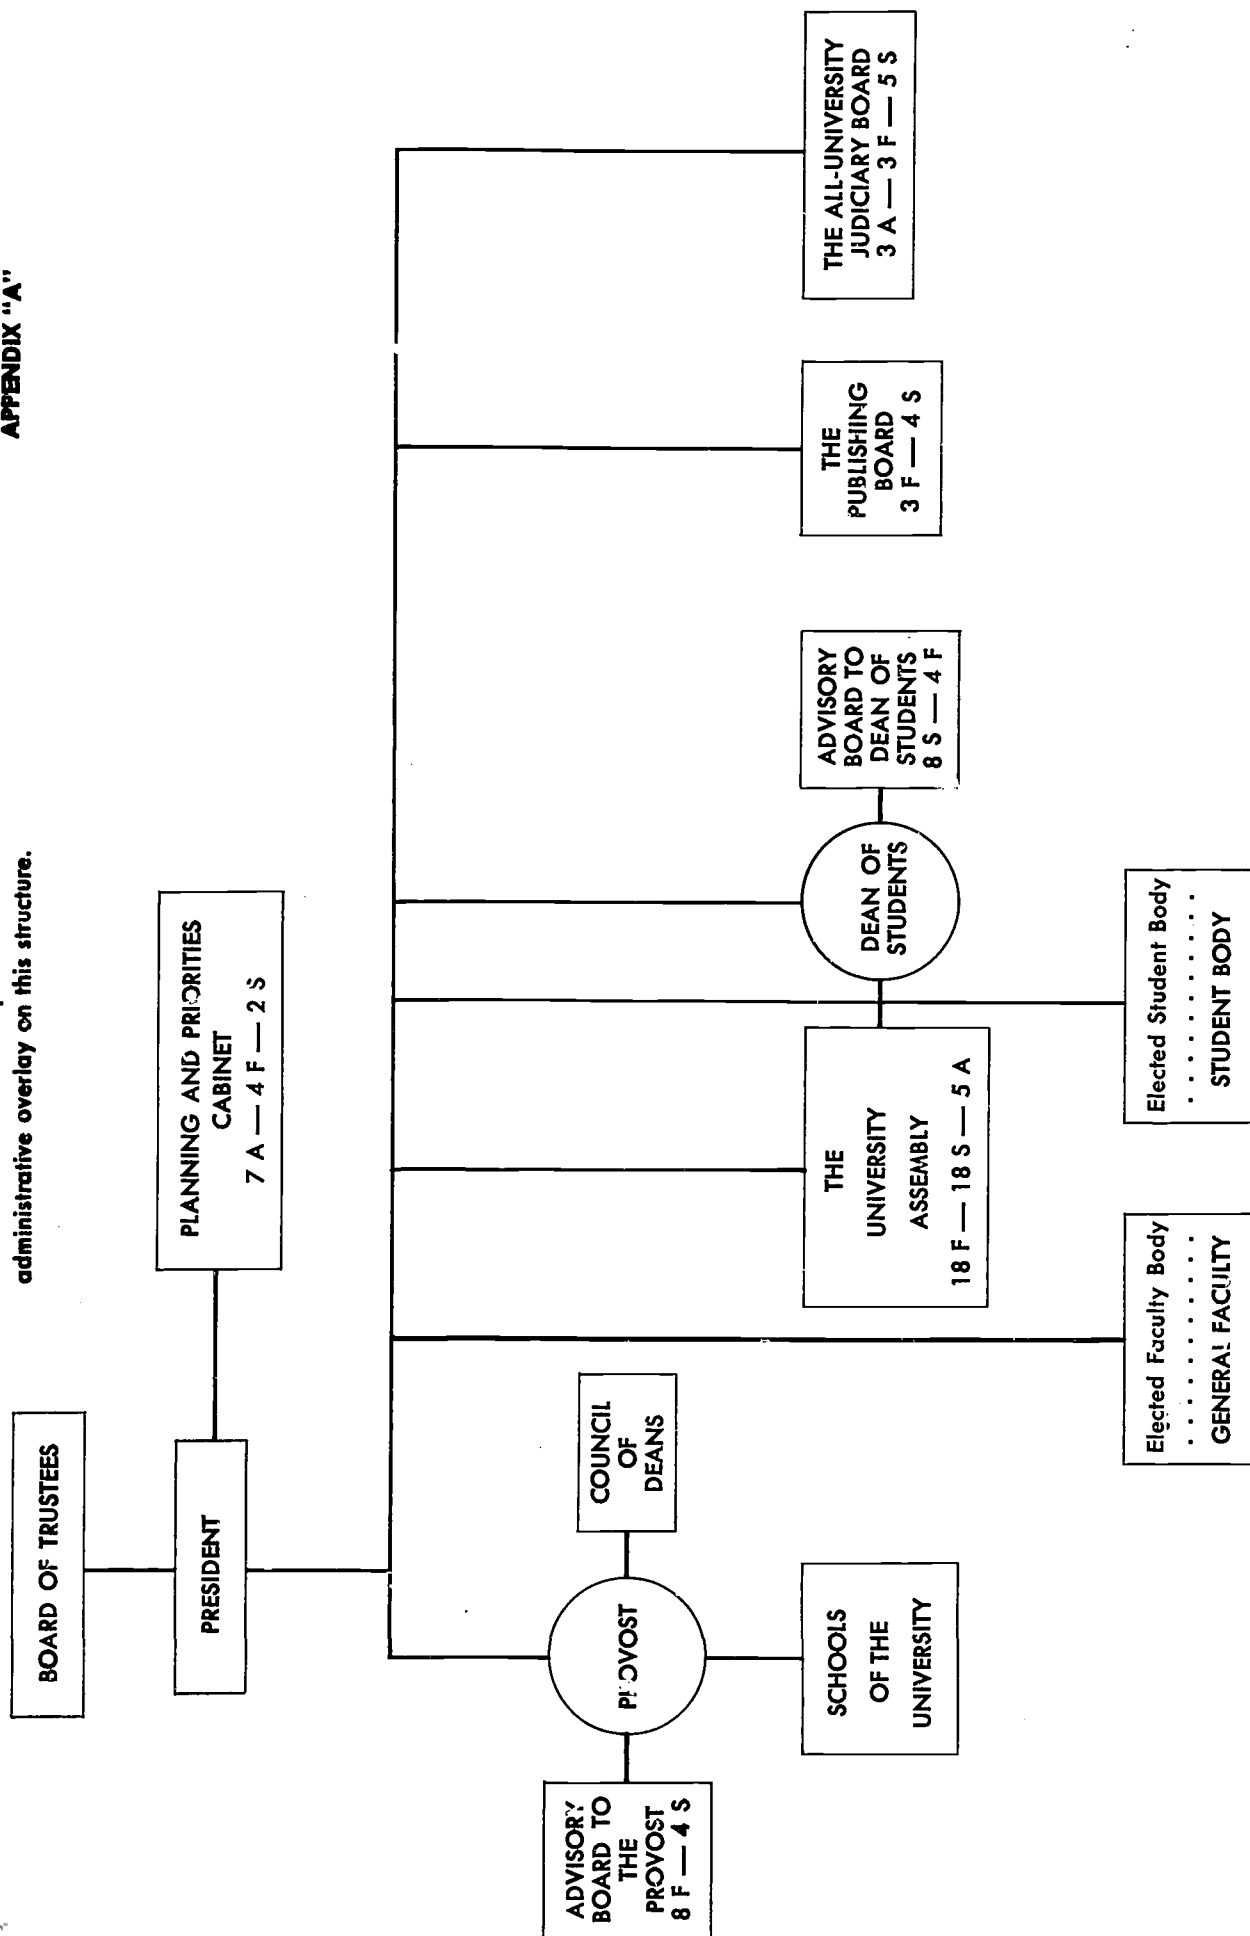 APPENDIX "A"
administrative overlay on this structure.
BOARD OF TRUSTEES
PRESIDENT
PLANNING AND PRIORITIES
CABINET
7 A — 4 F — 2 S
ADVISORY
BOARD TO
THE
PROVOST
8 F — 4 S
PROVOST
COUNCIL
OF
DEANS
SCHOOLS
OF THE
UNIVERSITY
THE
UNIVERSITY
ASSEMBLY
18 F — 18 S — 5 A
DEAN OF
STUDENTS
ADVISORY
BOARD TO
DEAN OF
STUDENTS
8 S — 4 F
THE
PUBLISHING
BOARD
3 F — 4 S
THE ALL-UNIVERSITY
JUDICIARY BOARD
3 A — 3 F — 5 S
Elected Faculty Body
. . . . . . . . . . . .
GENERAL FACULTY
Elected Student Body
. . . . . . . . . . . .
STUDENT BODY